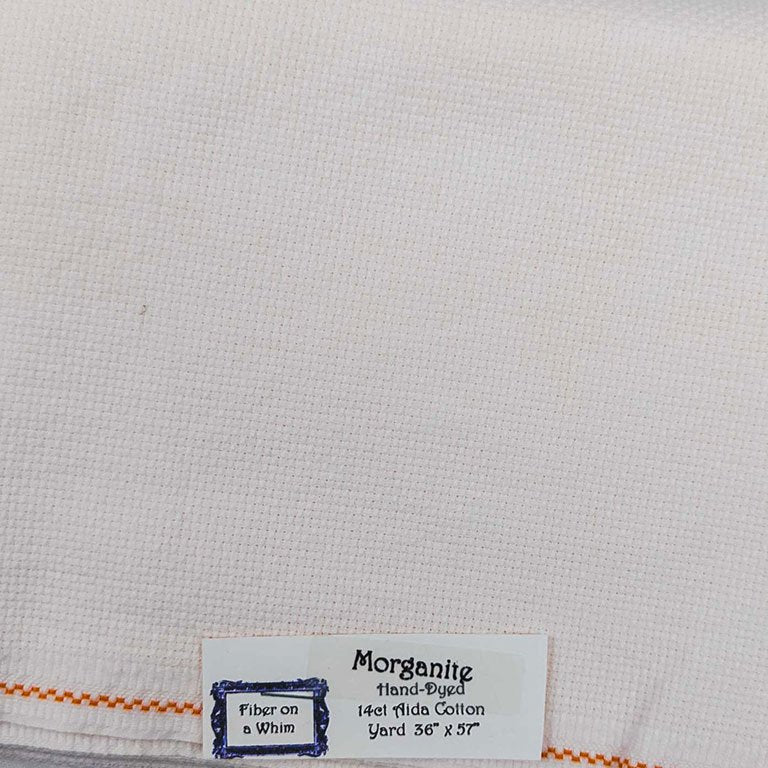 Morganite
Hand-Dyed
14ct Aida Cotton
Yard 36" x 57"
Fiber on
a Whim